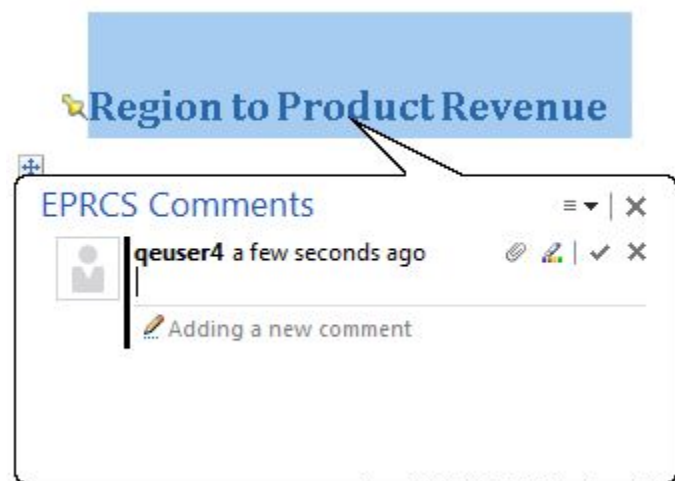 Region to Product Revenue
EPRCS Comments
qeuser4 a few seconds ago
Adding a new comment